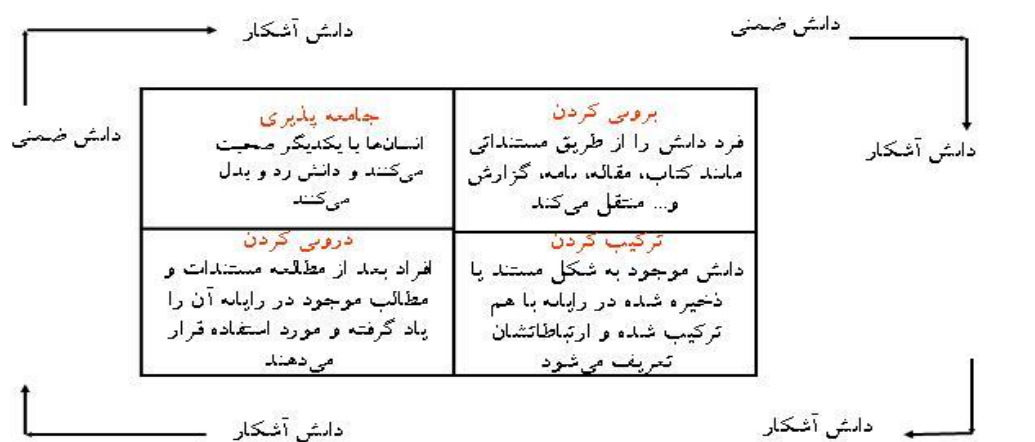 دانش ضمنی
دانش آشکار
دانش ضمنی
دانش آشکار
برونی کردن
فرد دانش را از طریق مستنداتی
مانند کتاب، مقاله، نامه، گزارش
و... منتقل می‌کند
جامعه پذیری
انسان‌ها با یکدیگر صحبت
می‌کنند و دانش رد و بدل
می‌کنند
ترکیب کردن
دانش موجود به شکل مستند یا
ذخیره شده در رایانه با هم
ترکیب شده و ارتباطاتشان
تعریف می‌شود
درونی کردن
افراد بعد از مطالعه مستندات و
مطالب موجود در رایانه آن را
یاد گرفته و مورد استفاده قرار
می‌دهند
دانش آشکار
دانش آشکار